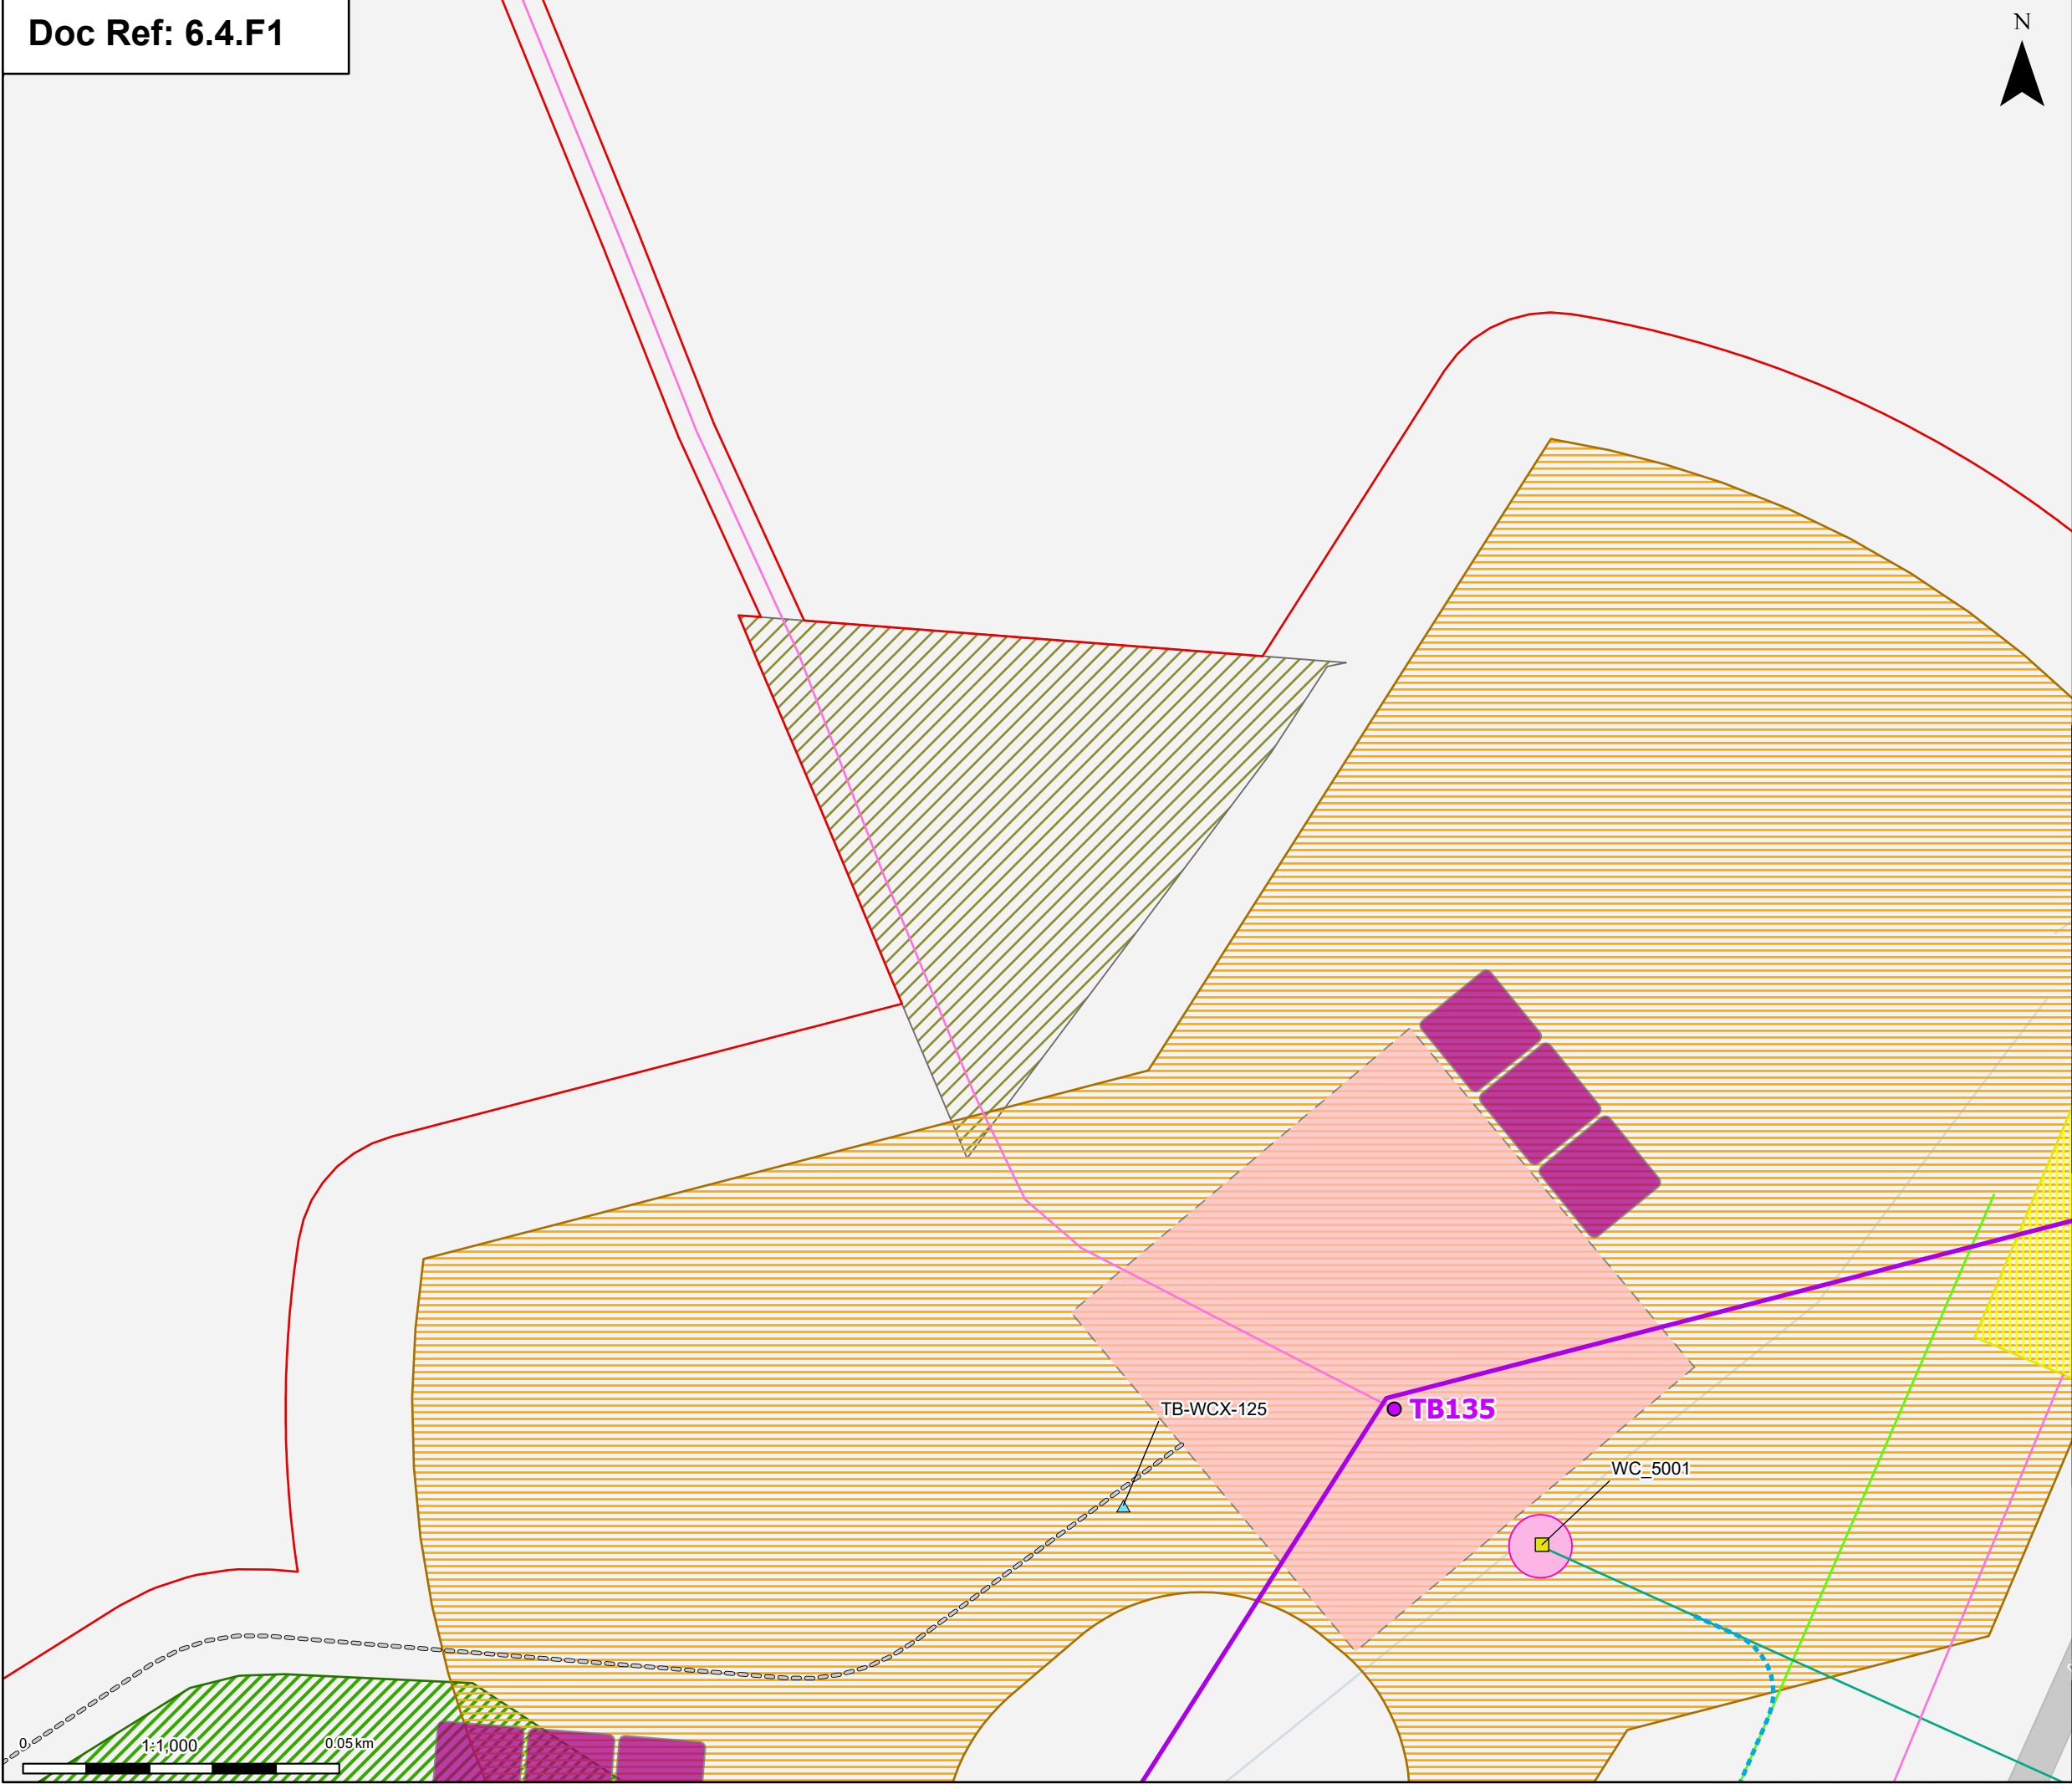 Doc Ref: 6.4.F1
N
TB-WCX-125
TB135
WC_5001
0 1:1,000 0.05 km